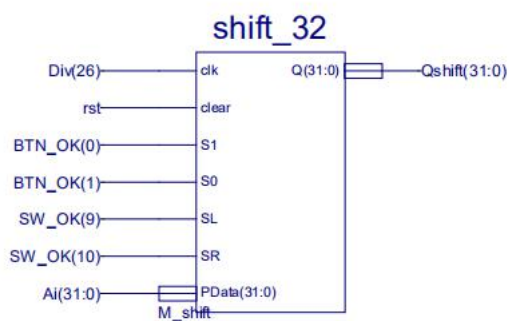 shift_32
Div(26) clk Q(31:0) Qshift(31:0)
rst clear
BTN_OK(0) S1
BTN_OK(1) S0
SW_OK(9) SL
SW_OK(10) SR
Ai(31:0) PData(31:0)
M_shift